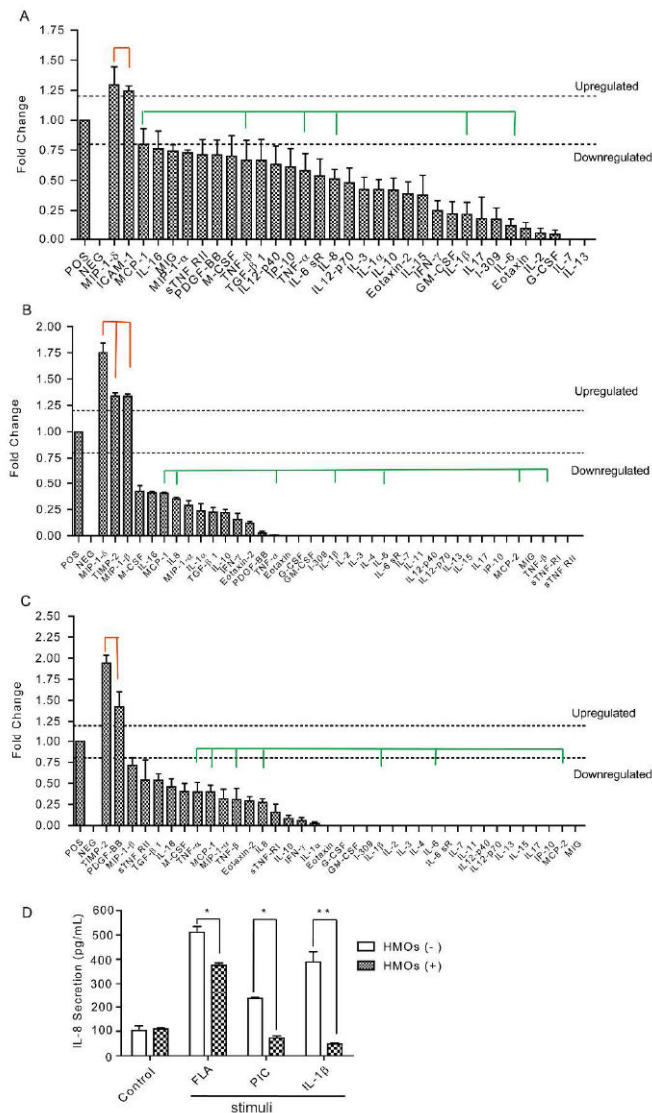 A
Fold Change
1.75
1.50
1.25
1.00
0.75
0.50
0.25
0.00
Upregulated
Downregulated
POS
NEG
MIP-1-δ
ICAM-1
MCP-1
IL-16
MIG
MIP-1-α
sTNF RII
PDGF-BB
M-CSF
TNF-β
TGF-β 1
IL12-p40
IP-10
TNF-α
IL-6 sR
IL-8
IL12-p70
IL-3
IL-1α
IL-10
Eotaxin-2
IL-15
IFN-γ
GM-CSF
IL-1β
IL17
I-309
IL-6
Eotaxin
IL-2
G-CSF
IL-7
IL-13
B
Fold Change
2.00
1.75
1.50
1.25
1.00
0.75
0.50
0.25
0.00
Upregulated
Downregulated
POS
NEG
MIP-1-δ
TIMP-2
MIP-1-β
M-CSF
IL-16
MCP-1
IL8
MIP-1-α
IL-1α
TGF-β 1
IL-10
IFN-γ
Eotaxin-2
PDGF-BB
TNF-α
Eotaxin
G-CSF
GM-CSF
I-309
IL-1β
IL-2
IL-3
IL-4
IL-6
IL-6 sR
IL-7
IL-11
IL12-p40
IL12-p70
IL-13
IL-15
IL17
IP-10
MCP-2
MIG
TNF-β
sTNF-RI
sTNF RII
C
Fold Change
2.50
2.25
2.00
1.75
1.50
1.25
1.00
0.75
0.50
0.25
0.00
Upregulated
Downregulated
POS
NEG
TIMP-2
PDGF-BB
MIP-1-β
sTNF-RII
TGF-β 1
IL-16
M-CSF
TNF-α
MCP-1
MIP-1-α
TNF-β
Eotaxin-2
IL8
sTNF-RI
IL-10
IFN-γ
IL-1α
Eotaxin
G-CSF
GM-CSF
I-309
IL-1β
IL-2
IL-3
IL-4
IL-6
IL-6 sR
IL-7
IL-11
IL12-p40
IL12-p70
IL-13
IL-15
IL17
IP-10
MCP-2
MIG
D
IL-8 Secretion (pg/mL)
600
500
400
300
200
100
0
*
*
**
HMOs (-)
HMOs (+)
Control
FLA
PIC
IL-1β
stimuli